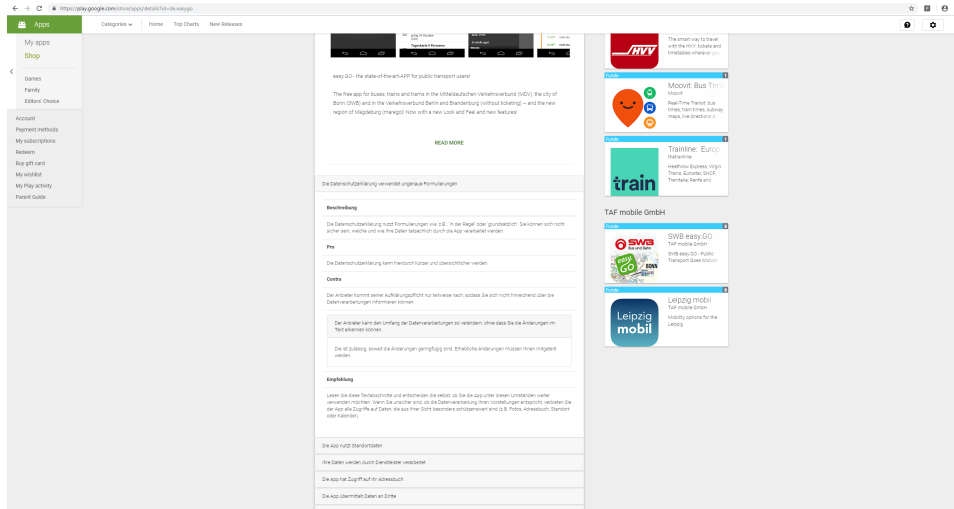 https://play.google.com/store/apps/details?id=de.easygo
Apps
Categories
Home
Top Charts
New Releases
My apps
Shop
Games
Family
Editors' Choice
Account
Payment methods
My subscriptions
Redeem
Buy gift card
My wishlist
My Play activity
Parent Guide
easy.GO - the state-of-the-art-APP for public transport users!
The free app for buses, trains and trams in the Mitteldeutschen Verkehrsverbund (MDV), the city of
Bonn (SWB) and in the Verkehrsverbund Berlin and Brandenburg (without ticketing) – and the new
region of Magdeburg (marego)! Now with a new Look and Feel and new features!
READ MORE
Die Datenschutzerklärung verwendet ungenaue Formulierungen
Beschreibung
Die Datenschutzerklärung nutzt Formulierungen wie z.B. 'in der Regel' oder 'grundsätzlich'. Sie können sich nicht
sicher sein, welche und wie Ihre Daten tatsächlich durch die App verarbeitet werden.
Pro
Die Datenschutzerklärung kann hierdurch kürzer und übersichtlicher werden.
Contra
Der Anbieter kommt seiner Aufklärungspflicht nur teilweise nach, sodass Sie sich nicht hinreichend über die
Datenverarbeitungen informieren können.
Der Anbieter kann den Umfang der Datenverarbeitungen so verändern, ohne dass Sie die Änderungen im
Text erkennen können.
Die ist zulässig, soweit die Änderungen geringfügig sind. Erhebliche Änderungen müssen Ihnen mitgeteilt
werden.
Empfehlung
Lesen Sie diese Textabschnitte und entscheiden Sie selbst, ob Sie die App unter diesen Umständen weiter
verwenden möchten. Wenn Sie unsicher sind, ob die Datenverarbeitung Ihren Vorstellungen entspricht, verbieten Sie
der App alle Zugriffe auf Daten, die aus Ihrer Sicht besonders schützenswert sind (z.B. Fotos, Adressbuch, Standort
oder Kalender).
Die App nutzt Standortdaten
Ihre Daten werden durch Dienstleister verarbeitet
Die App hat Zugriff auf Ihr Adressbuch
Die App übermittelt Daten an Dritte
HVV
The smart way to travel
with the HVV: tickets and
timetables wherever you
Funde
1
Moovit: Bus Time
Moovit
Real-Time Transit: bus
times, train times, subway
maps, live directions &
Funde
1
train
Trainline: Europ
thetrainline
Heathrow Express, Virgin
Trains, Eurostar, SNCF,
Trenitalia, Renfe and
TAF mobile GmbH
Funde
6
SWB
Bus und Bahn
easy
GO
BONN
SWB easy.GO
TAF mobile GmbH
SWB easy.GO - Public
Transport Goes Mobile
Funde
6
Leipzig
mobil
Leipzig mobil
TAF mobile GmbH
Mobility options for the
Leipzig